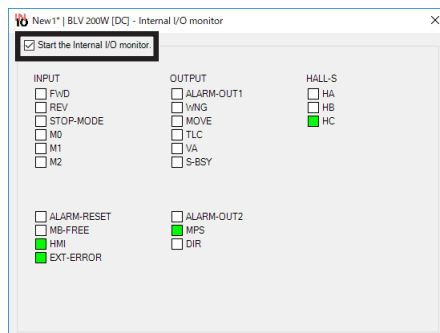 New1* | BLV 200W [DC] - Internal I/O monitor
Start the Internal I/O monitor.
INPUT
FWD
REV
STOP-MODE
M0
M1
M2
ALARM-RESET
MB-FREE
HMI
EXT-ERROR
OUTPUT
ALARM-OUT1
WNG
MOVE
TLC
VA
S-BSY
ALARM-OUT2
MPS
DIR
HALL-S
HA
HB
HC